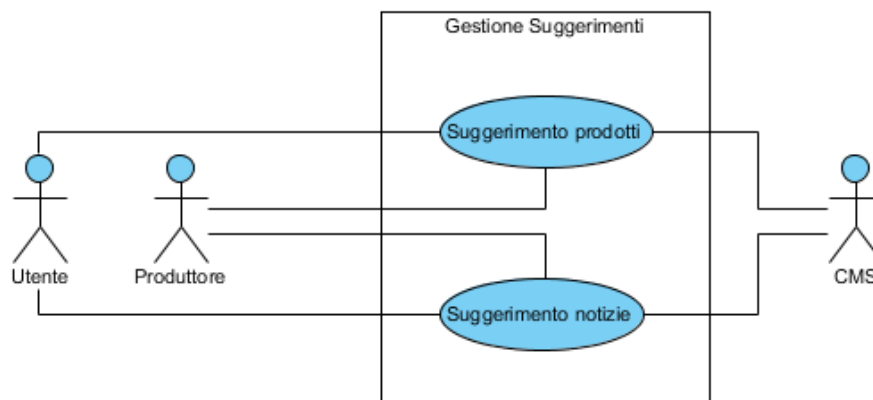 Gestione Suggerimenti
Suggerimento prodotti
Utente
Produttore
CMS
Suggerimento notizie